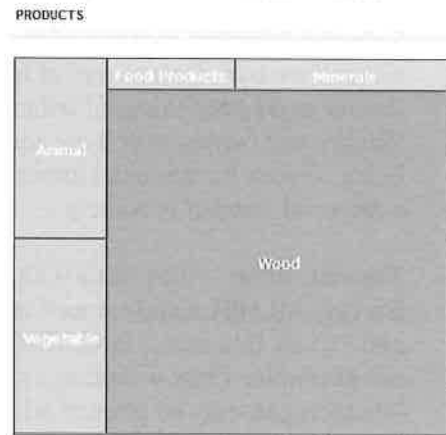 PRODUCTS
Food Products
Minerals
Animal
Wood
Vegetable